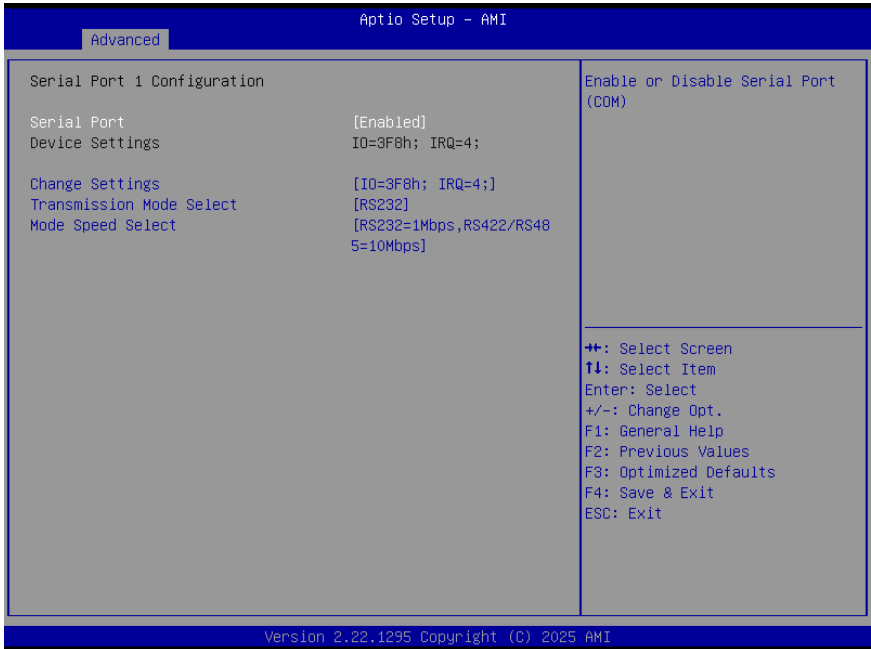 Aptio Setup – AMI
Advanced
Serial Port 1 Configuration
Serial Port [Enabled]
Device Settings IO=3F8h; IRQ=4;
Change Settings [IO=3F8h; IRQ=4;]
Transmission Mode Select [RS232]
Mode Speed Select [RS232=1Mbps,RS422/RS48
5=10Mbps]
Enable or Disable Serial Port
(COM)
→←: Select Screen
↑↓: Select Item
Enter: Select
+/-: Change Opt.
F1: General Help
F2: Previous Values
F3: Optimized Defaults
F4: Save & Exit
ESC: Exit
Version 2.22.1295 Copyright (C) 2025 AMI